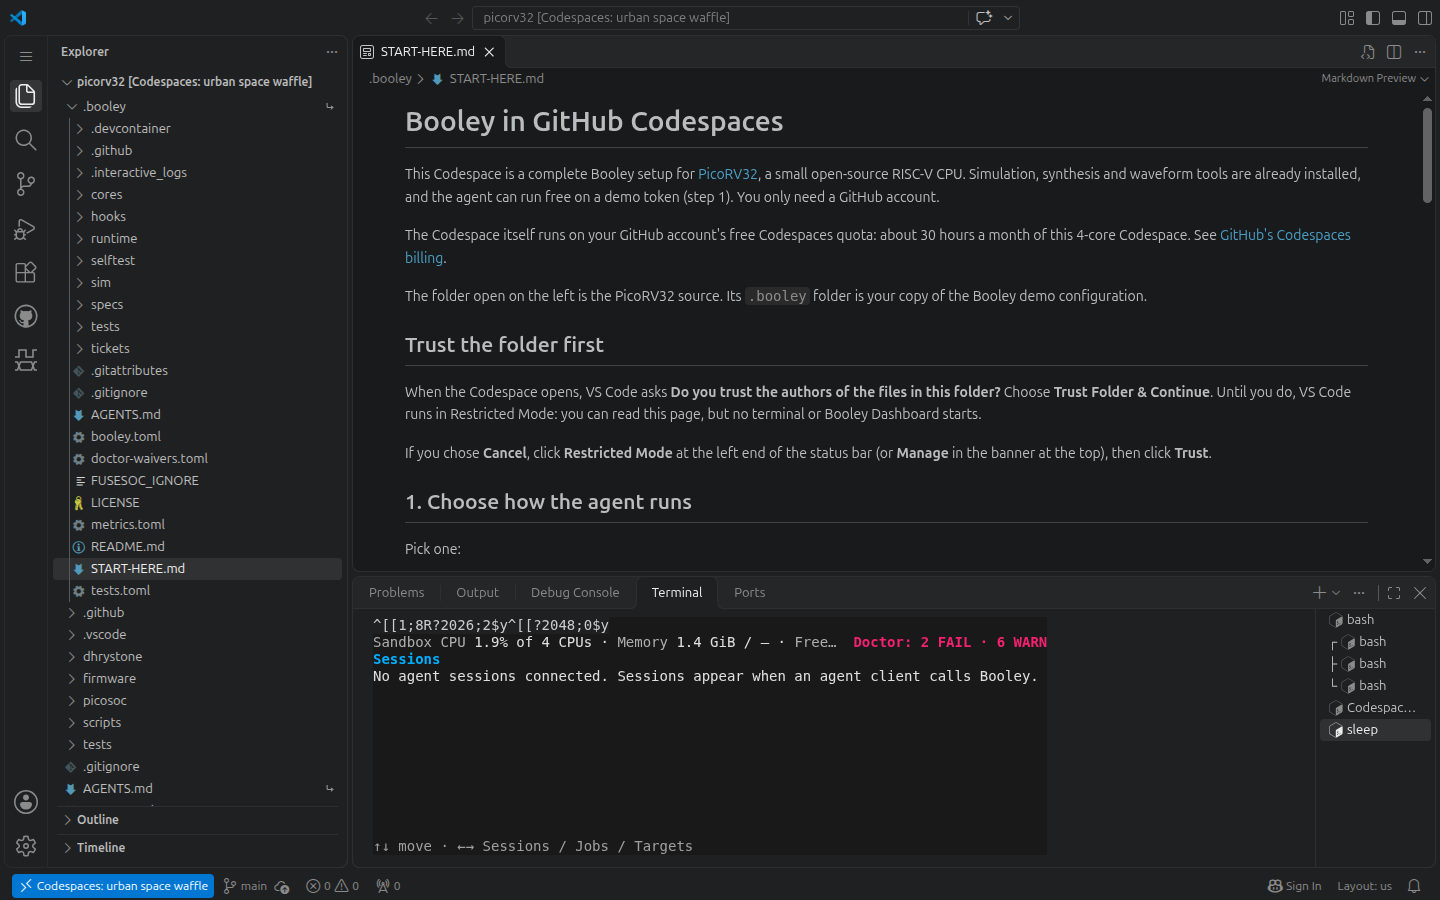 picorv32 [Codespaces: urban space waffle]
Explorer
picorv32 [Codespaces: urban space waffle]
.booley
.devcontainer
.github
.interactive_logs
cores
hooks
runtime
selftest
sim
specs
tests
tickets
.gitattributes
.gitignore
AGENTS.md
booley.toml
doctor-waivers.toml
FUSESOC_IGNORE
LICENSE
metrics.toml
README.md
START-HERE.md
tests.toml
.github
.vscode
dhrystone
firmware
picosoc
scripts
tests
.gitignore
AGENTS.md
Outline
Timeline
START-HERE.md
.booley > START-HERE.md
Markdown Preview
Booley in GitHub Codespaces
This Codespace is a complete Booley setup for PicoRV32, a small open-source RISC-V CPU. Simulation, synthesis and waveform tools are already installed,
and the agent can run free on a demo token (step 1). You only need a GitHub account.
The Codespace itself runs on your GitHub account's free Codespaces quota: about 30 hours a month of this 4-core Codespace. See GitHub's Codespaces
billing.
The folder open on the left is the PicoRV32 source. Its .booley folder is your copy of the Booley demo configuration.
Trust the folder first
When the Codespace opens, VS Code asks Do you trust the authors of the files in this folder? Choose Trust Folder & Continue. Until you do, VS Code
runs in Restricted Mode: you can read this page, but no terminal or Booley Dashboard starts.
If you chose Cancel, click Restricted Mode at the left end of the status bar (or Manage in the banner at the top), then click Trust.
1. Choose how the agent runs
Pick one:
Problems Output Debug Console Terminal Ports
^[[1;8R?2026;2$y^[[?2048;0$y
Sandbox CPU 1.9% of 4 CPUs · Memory 1.4 GiB / — · Free… Doctor: 2 FAIL · 6 WARN
Sessions
No agent sessions connected. Sessions appear when an agent client calls Booley.
↑↓ move · ←→ Sessions / Jobs / Targets
bash
bash
bash
bash
Codespac...
sleep
Codespaces: urban space waffle main 0 0 0 Sign In Layout: us